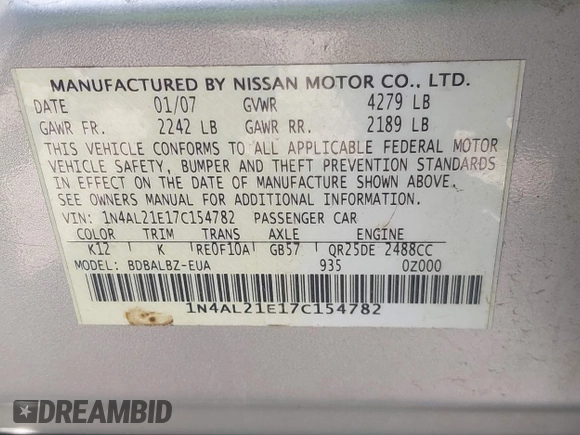 MANUFACTURED BY NISSAN MOTOR CO., LTD.
DATE 01/07 GVWR 4279 LB
GAWR FR. 2242 LB GAWR RR. 2189 LB
THIS VEHICLE CONFORMS TO ALL APPLICABLE FEDERAL MOTOR
VEHICLE SAFETY, BUMPER AND THEFT PREVENTION STANDARDS
IN EFFECT ON THE DATE OF MANUFACTURE SHOWN ABOVE.
SEE OWNERS MANUAL FOR ADDITIONAL INFORMATION.
VIN: 1N4AL21E17C154782 PASSENGER CAR
COLOR TRIM TRANS AXLE ENGINE
K12 K RE0F10A GB57 QR25DE 2488CC
MODEL: BDBALBZ-EUA 935 0Z000
1N4AL21E17C154782
DREAMBID